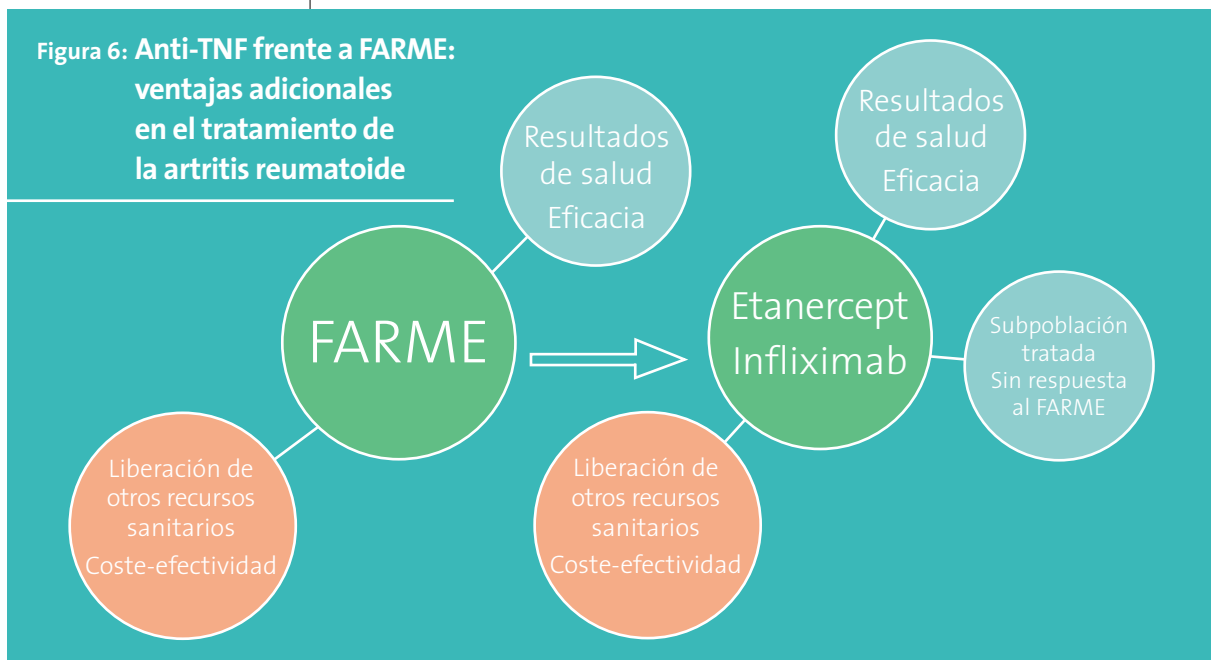 Figura 6: Anti-TNF frente a FARME:
ventajas adicionales
en el tratamiento de
la artritis reumatoide
Resultados
de salud
Eficacia
FARME
Liberación de
otros recursos
sanitarios
Coste-efectividad
Resultados
de salud
Eficacia
Etanercept
Infliximab
Subpoblación
tratada
Sin respuesta
al FARME
Liberación de
otros recursos
sanitarios
Coste-efectividad